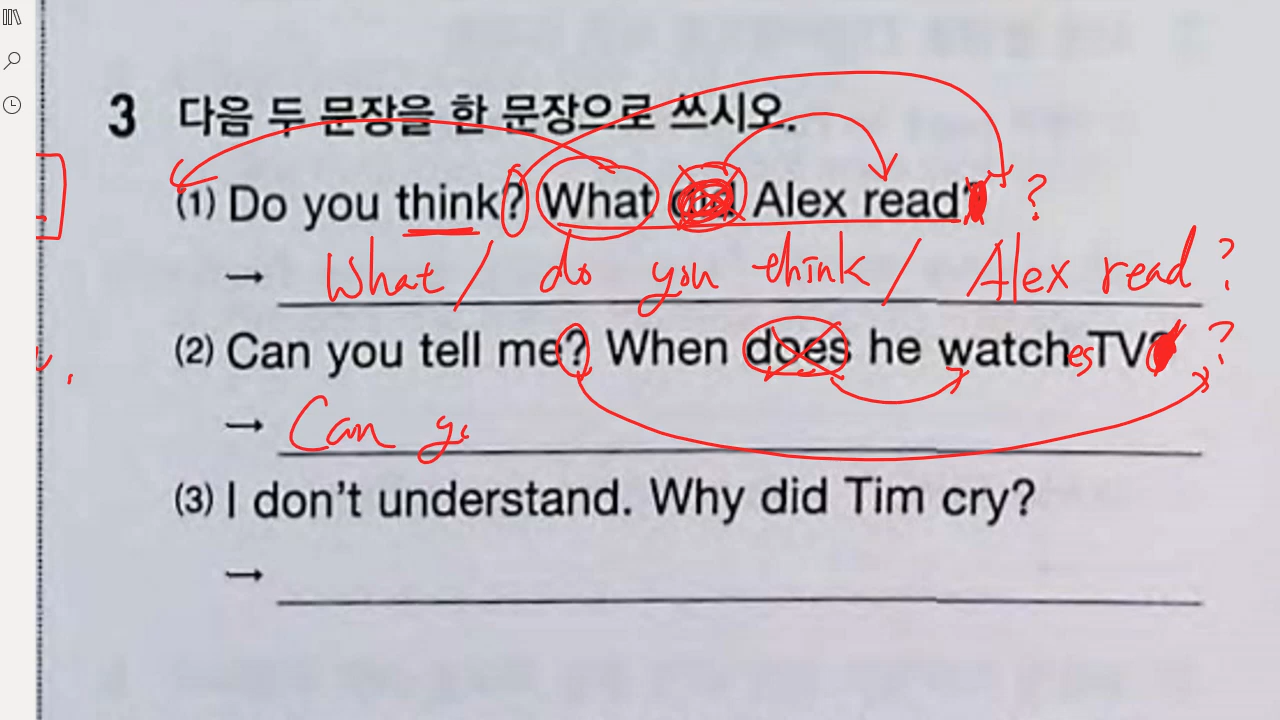 3 다음 두 문장을 한 문장으로 쓰시오.
(1) Do you think? What did Alex read? ?
→ What / do you think / Alex read ?
(2) Can you tell me? When does he watches TV? ?
→ Can yo
(3) I don't understand. Why did Tim cry?
→